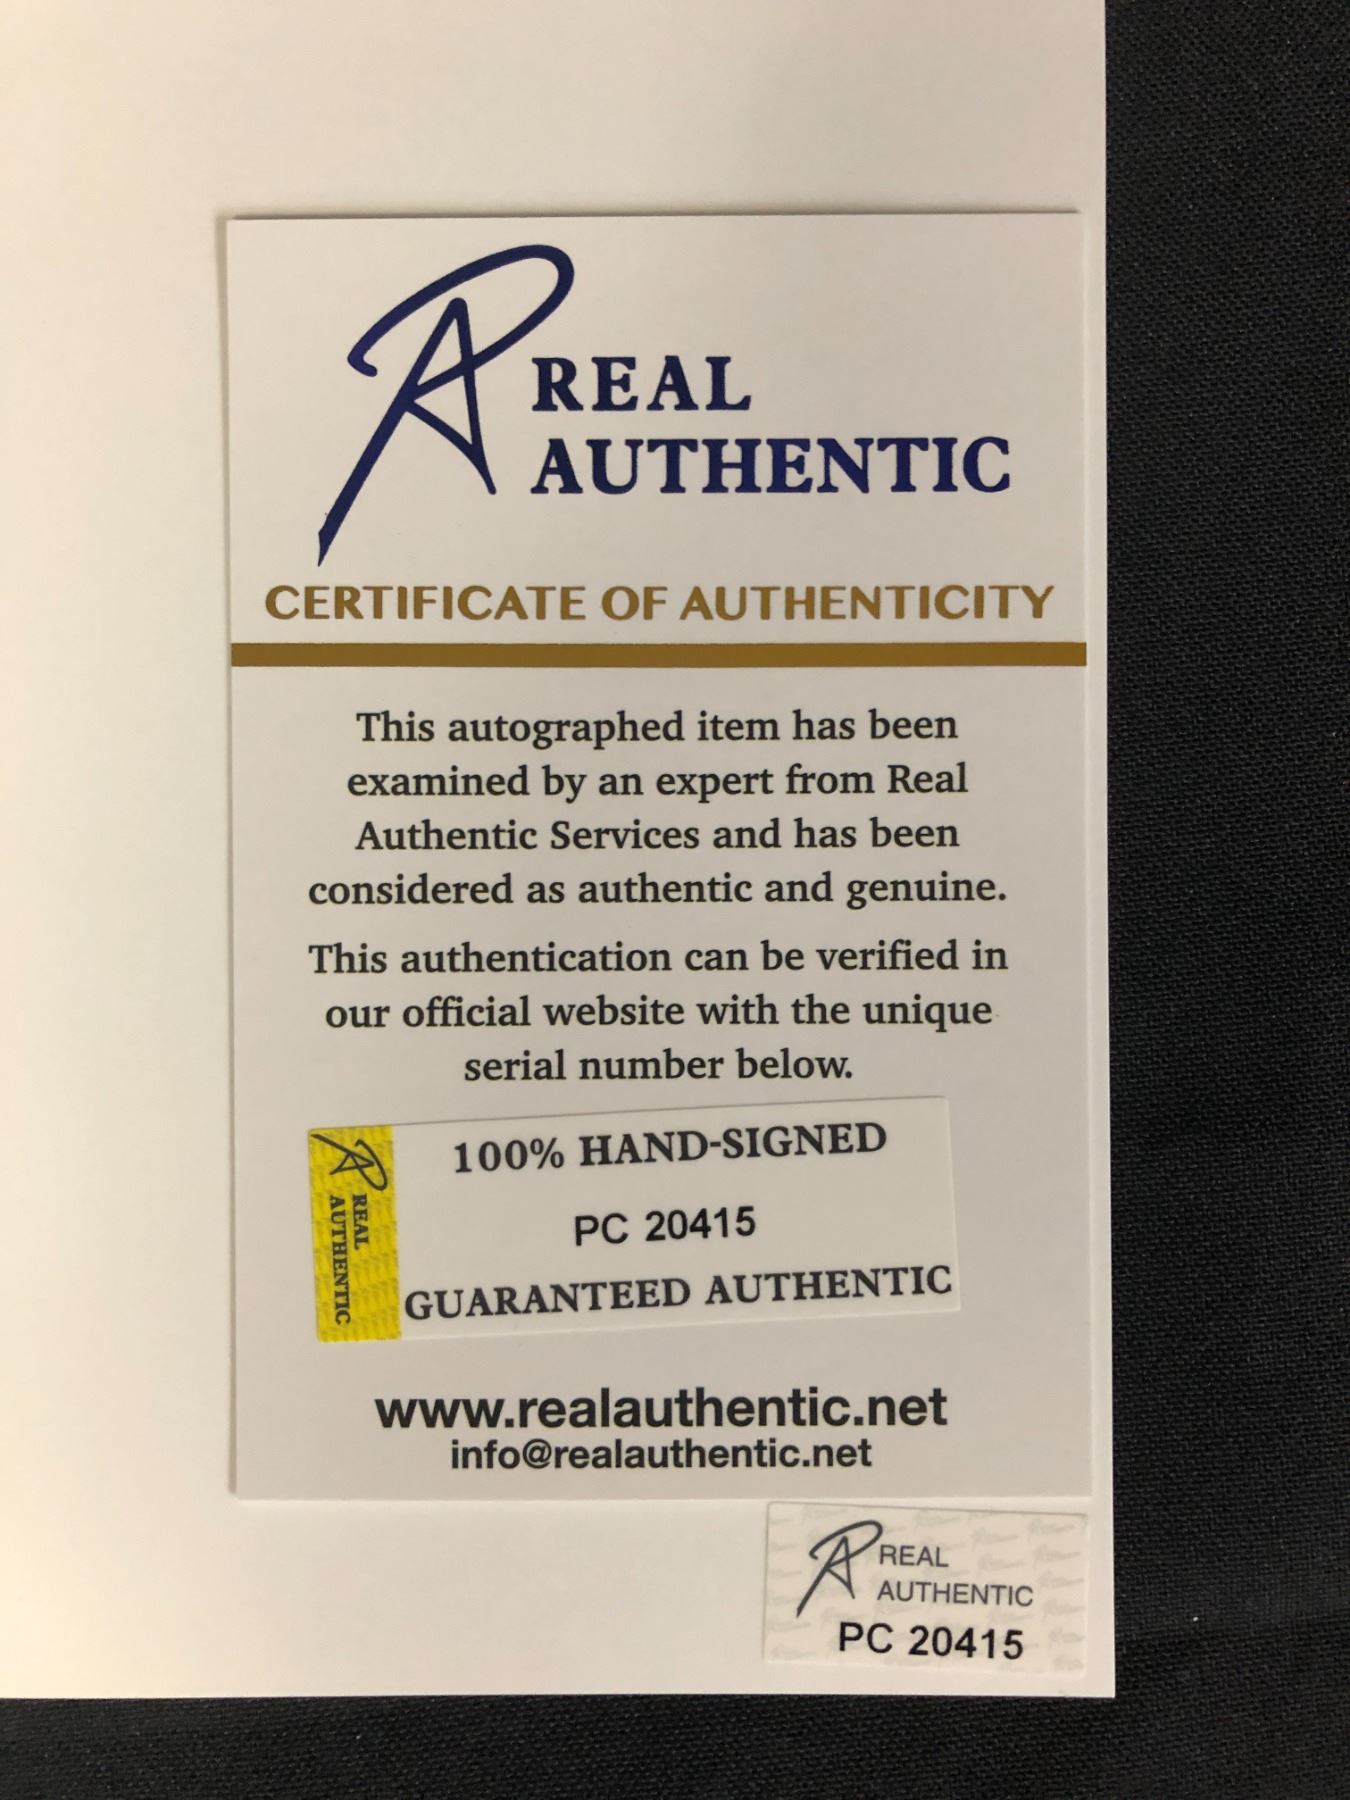 REAL
AUTHENTIC
CERTIFICATE OF AUTHENTICITY
This autographed item has been
examined by an expert from Real
Authentic Services and has been
considered as authentic and genuine.
This authentication can be verified in
our official website with the unique
serial number below.
REAL
AUTHENTIC
100% HAND-SIGNED
PC 20415
GUARANTEED AUTHENTIC
www.realauthentic.net
info@realauthentic.net
REAL
AUTHENTIC
PC 20415